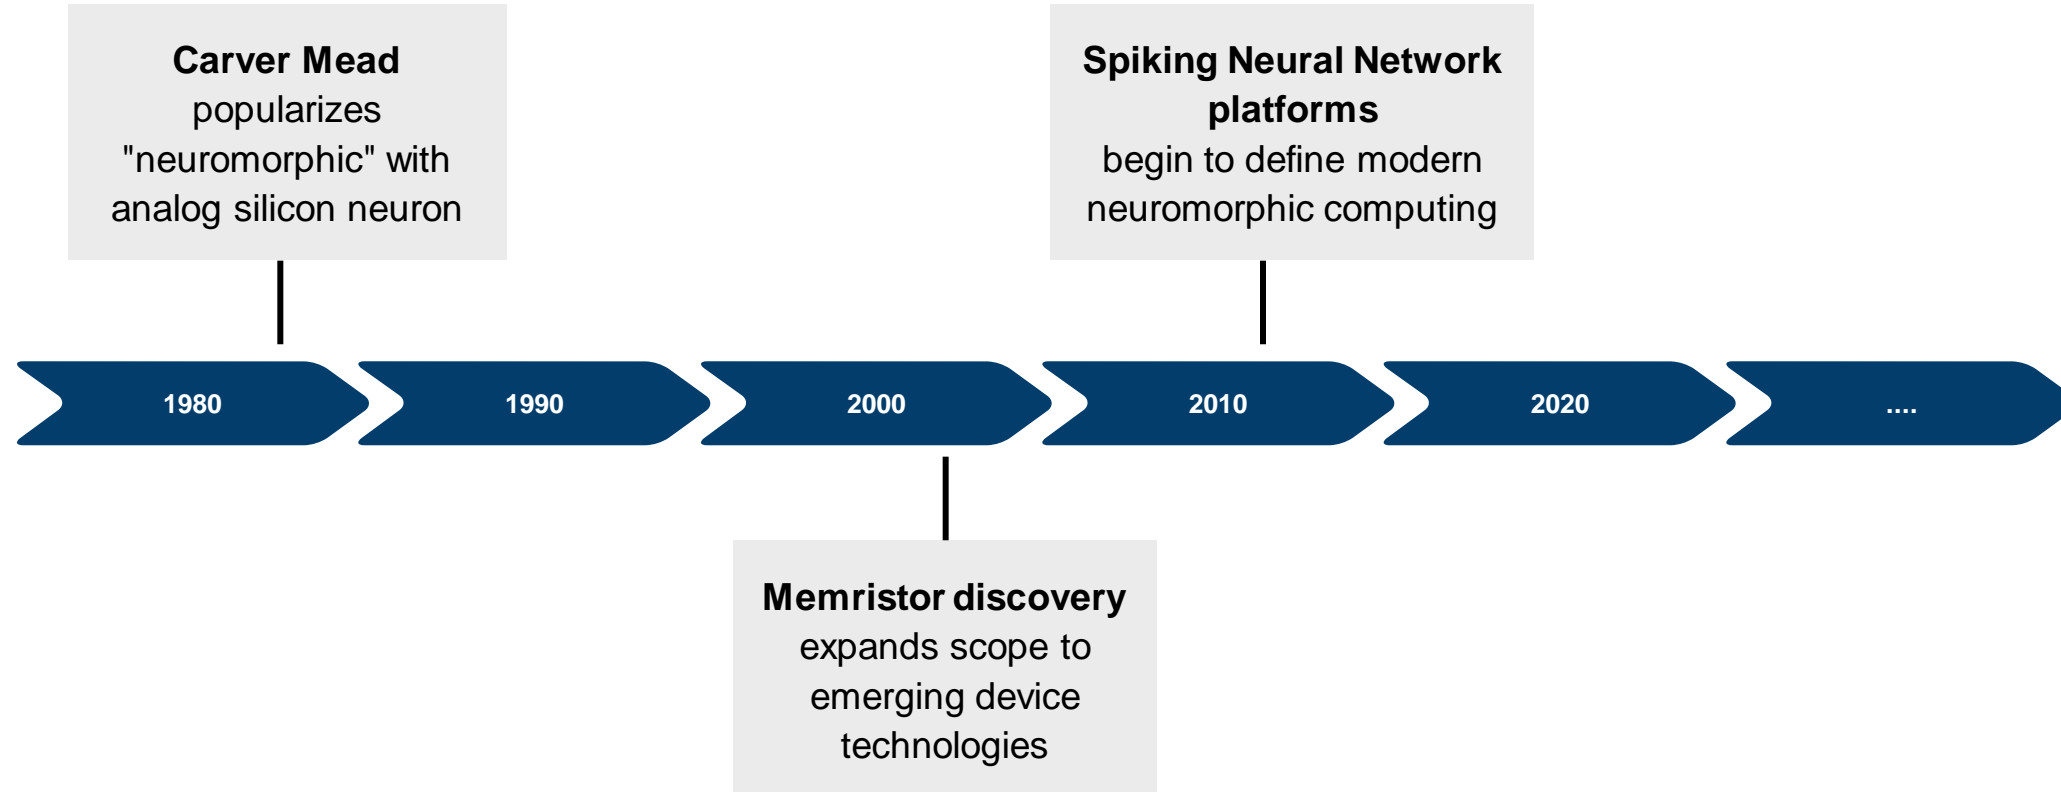 Carver Mead
popularizes
"neuromorphic" with
analog silicon neuron
Spiking Neural Network
platforms
begin to define modern
neuromorphic computing
1980
1990
2000
2010
2020
....
Memristor discovery
expands scope to
emerging device
technologies